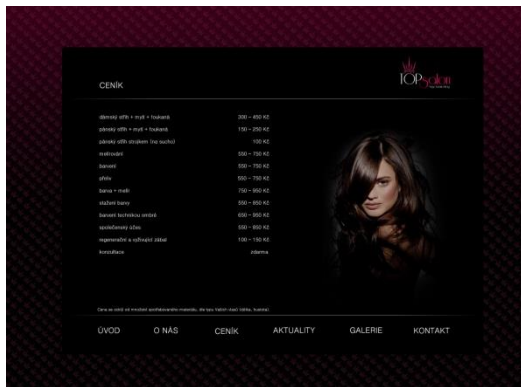 TOPsalon
CENÍK
dámský střih + mytí + foukaná 300 – 450 Kč
pánský střih + mytí + foukaná 150 – 250 Kč
pánský střih strojkem (na sucho) 100 Kč
melírování 550 – 750 Kč
barvení 550 – 750 Kč
přeliv 550 – 750 Kč
barva + melír 750 – 950 Kč
stažení barvy 550 – 850 Kč
barvení technikou ombré 650 – 950 Kč
společenský účes 550 – 850 Kč
regenerační a vyživující zábal 100 – 150 Kč
konzultace zdarma
ÚVOD O NÁS CENÍK AKTUALITY GALERIE KONTAKT